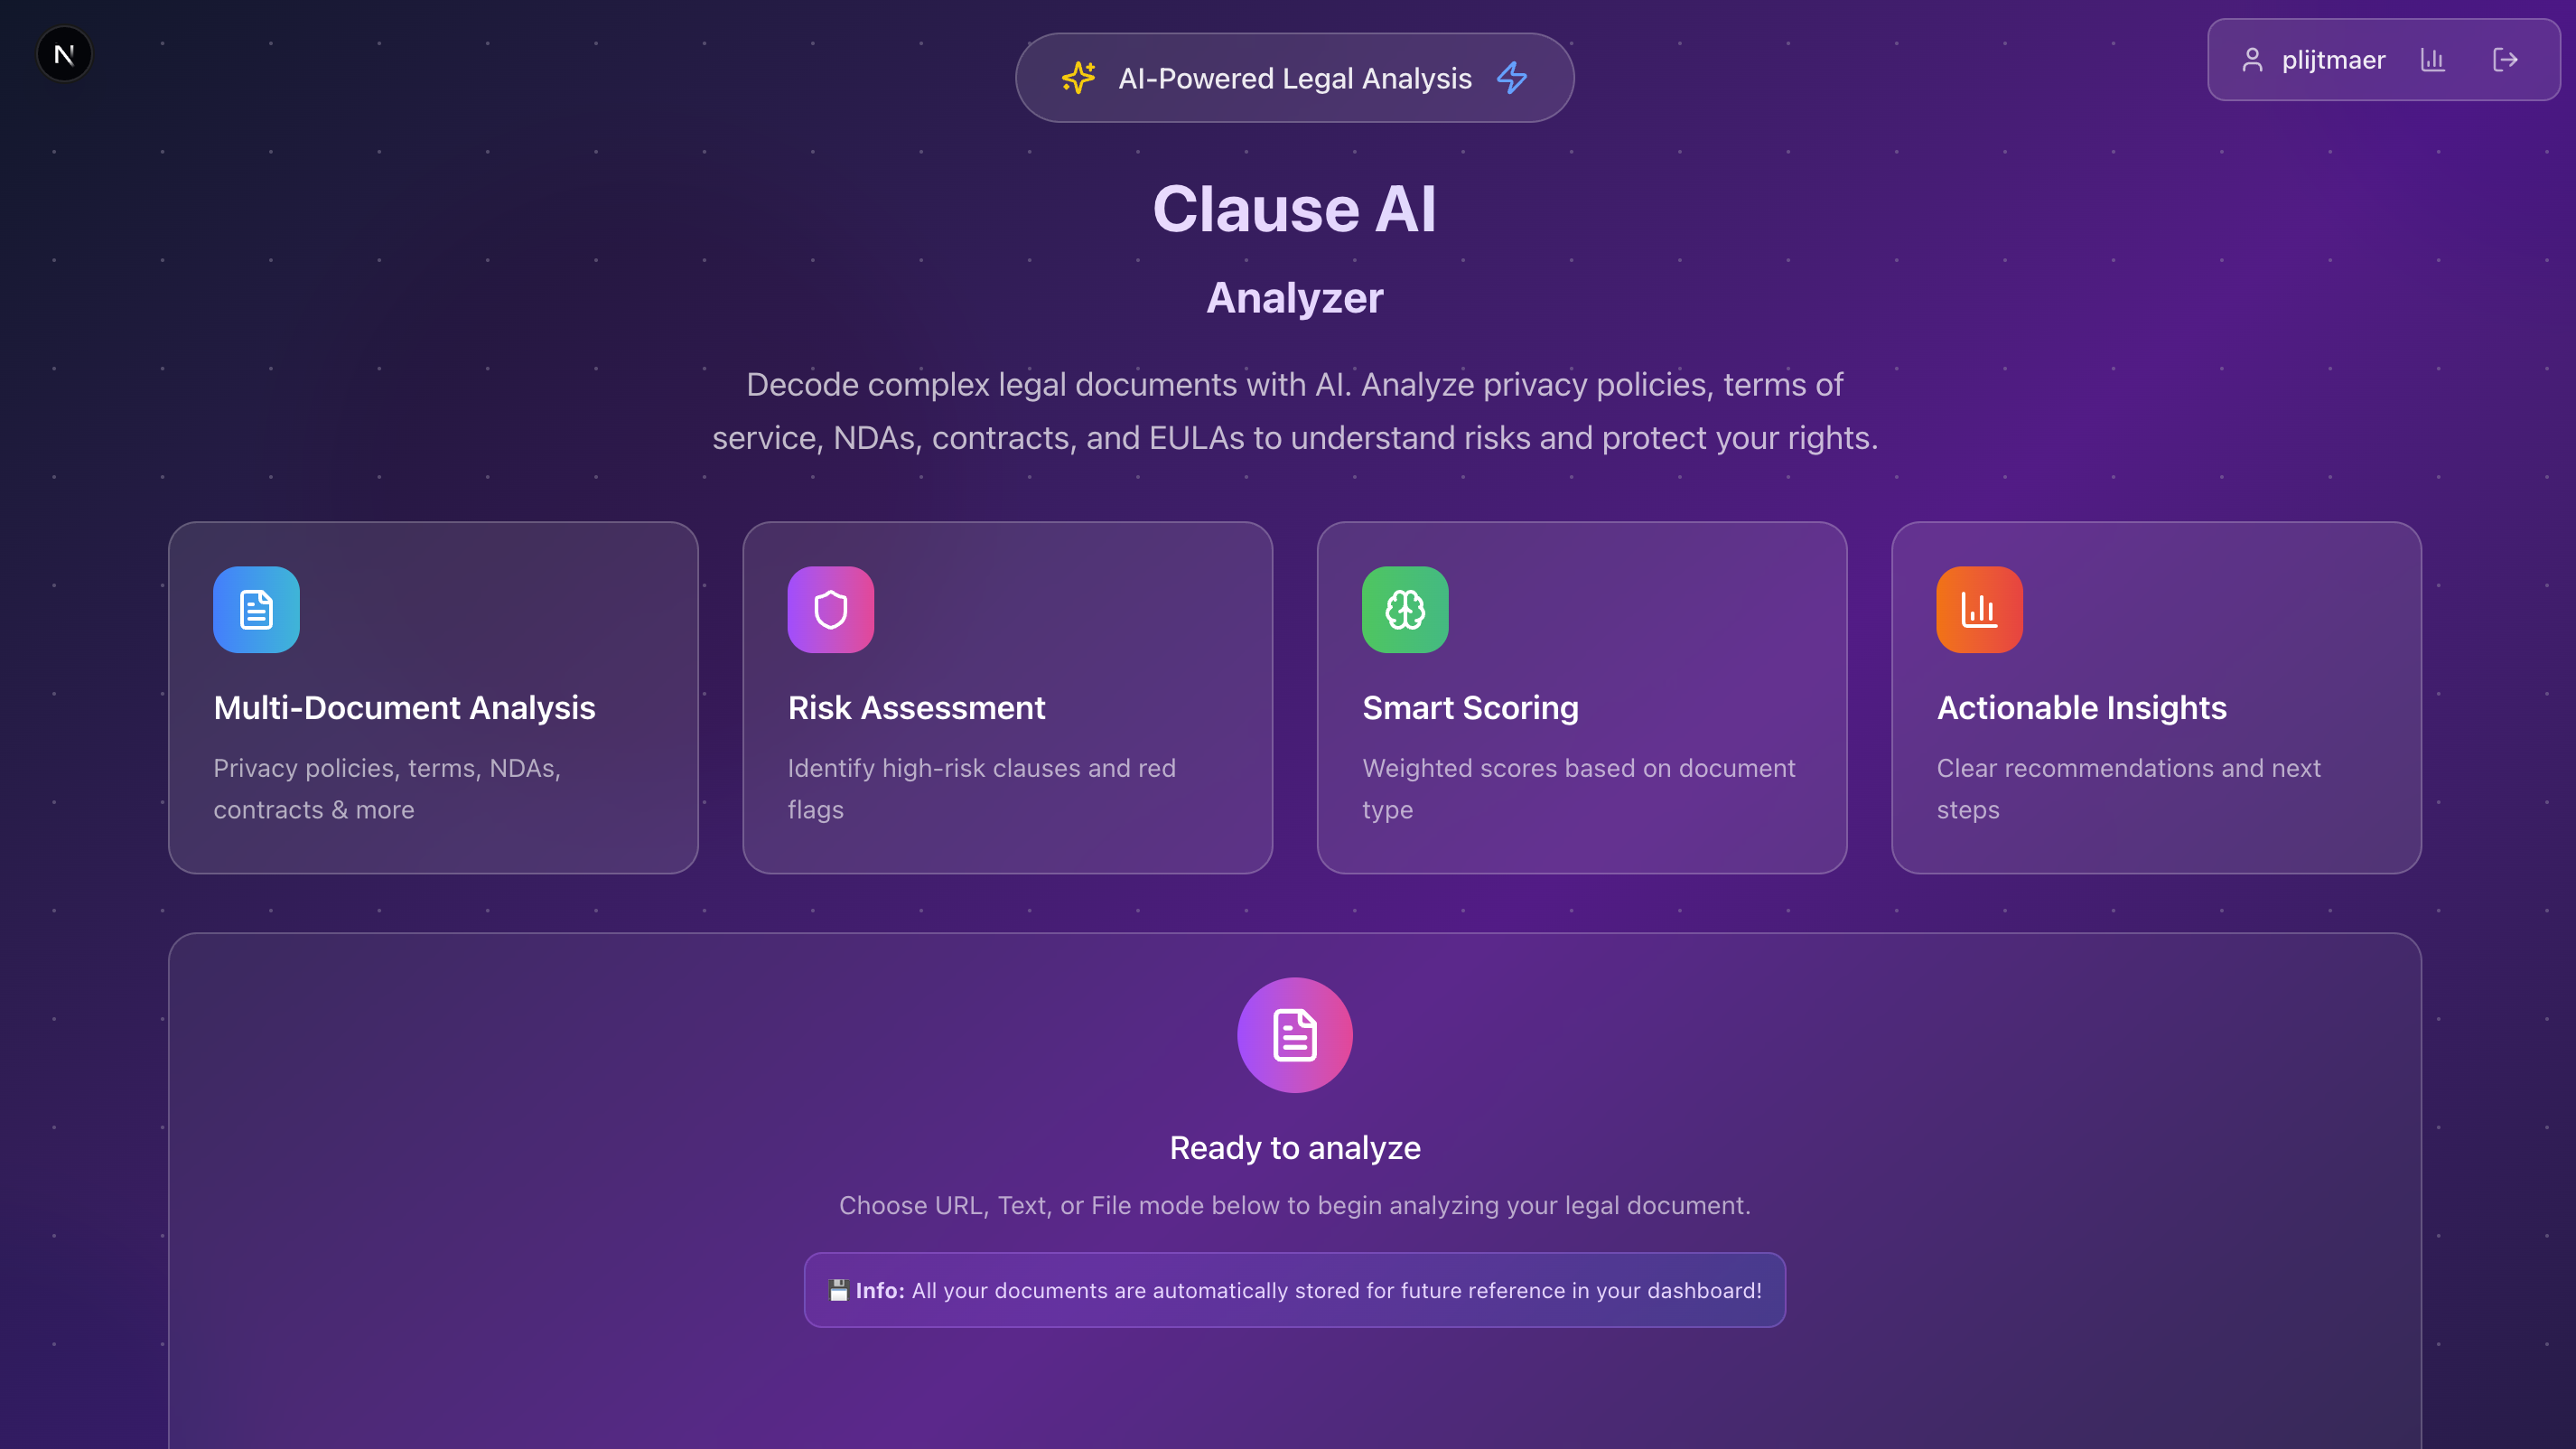 N
AI-Powered Legal Analysis
plijtmaer
Clause AI
Analyzer
Decode complex legal documents with AI. Analyze privacy policies, terms of
service, NDAs, contracts, and EULAs to understand risks and protect your rights.
Multi-Document Analysis
Privacy policies, terms, NDAs,
contracts & more
Risk Assessment
Identify high-risk clauses and red
flags
Smart Scoring
Weighted scores based on document
type
Actionable Insights
Clear recommendations and next
steps
Ready to analyze
Choose URL, Text, or File mode below to begin analyzing your legal document.
💾 Info: All your documents are automatically stored for future reference in your dashboard!